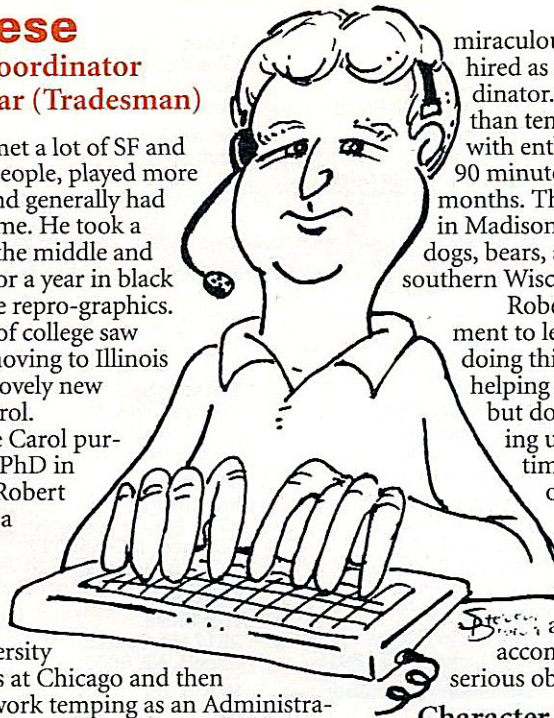 ese
oordinator
ar (Tradesman)
met a lot of SF and
eople, played more
nd generally had
me. He took a
the middle and
or a year in black
e repro-graphics.
of college saw
noving to Illinois
ovely new
rol.
e Carol pur-
PhD in
Robert
a
ersity
s at Chicago and then
work temping as an Administra-
miraculou
hired as
dinator.
than ten
with ent
90 minute
months. Th
in Madison
dogs, bears, a
southern Wisc
Robe
ment to le
doing thi
helping
but do
ing u
tim
o
a
accon
serious ob
Character